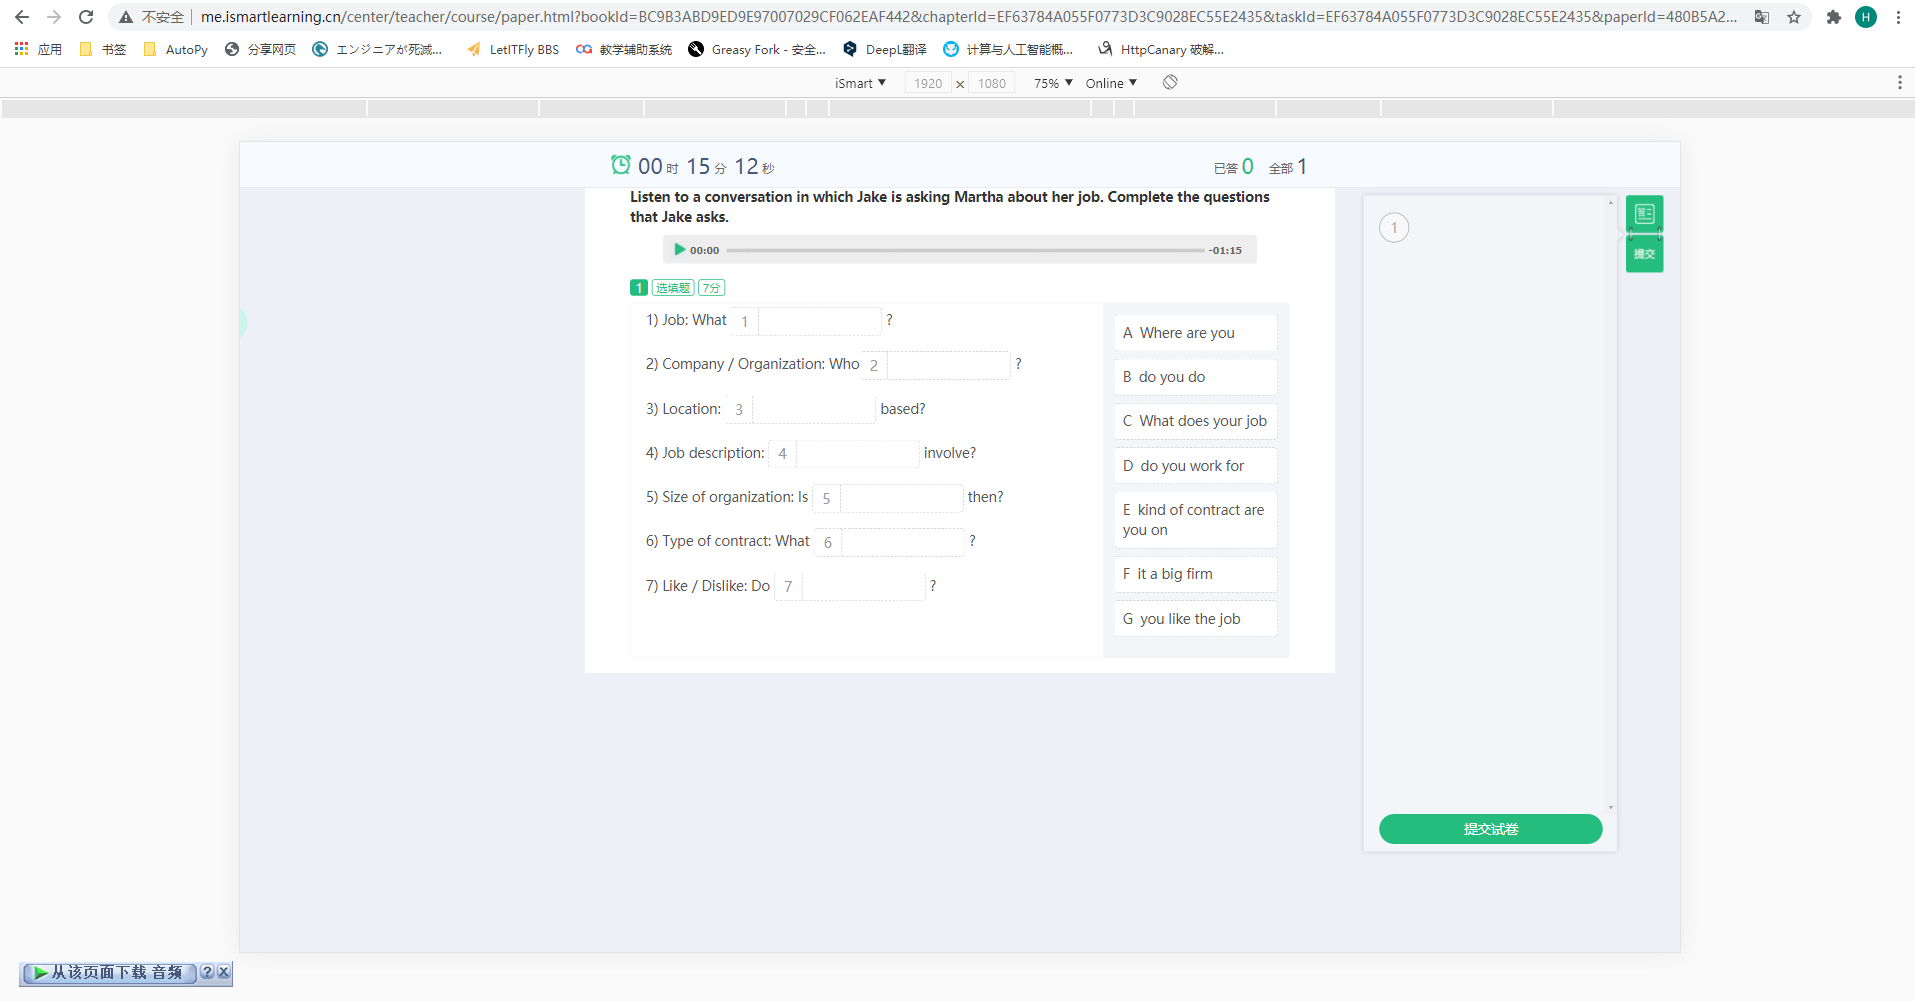 不安全 me.ismartlearning.cn/center/teacher/course/paper.html?bookId=BC9B3ABD9ED9E97007029CF062EAF442&chapterId=EF63784A055F0773D3C9028EC55E2435&taskId=EF63784A055F0773D3C9028EC55E2435&paperId=480B5A2... H
应用 书签 AutoPy 分享网页 エンジニアが死滅... LetITFly BBS 教学辅助系统 Greasy Fork - 安全... DeepL翻译 计算与人工智能概... HttpCanary 破解...
iSmart ▼ 1920 × 1080 75% ▼ Online ▼
00 时 15 分 12 秒 已答 0 全部 1
Listen to a conversation in which Jake is asking Martha about her job. Complete the questions
that Jake asks.
00:00 -01:15
1 选填题 7分
1) Job: What 1 ?
2) Company / Organization: Who 2 ?
3) Location: 3 based?
4) Job description: 4 involve?
5) Size of organization: Is 5 then?
6) Type of contract: What 6 ?
7) Like / Dislike: Do 7 ?
A Where are you
B do you do
C What does your job
D do you work for
E kind of contract are
you on
F it a big firm
G you like the job
1
提交
提交试卷
从该页面下载 音频 ? X